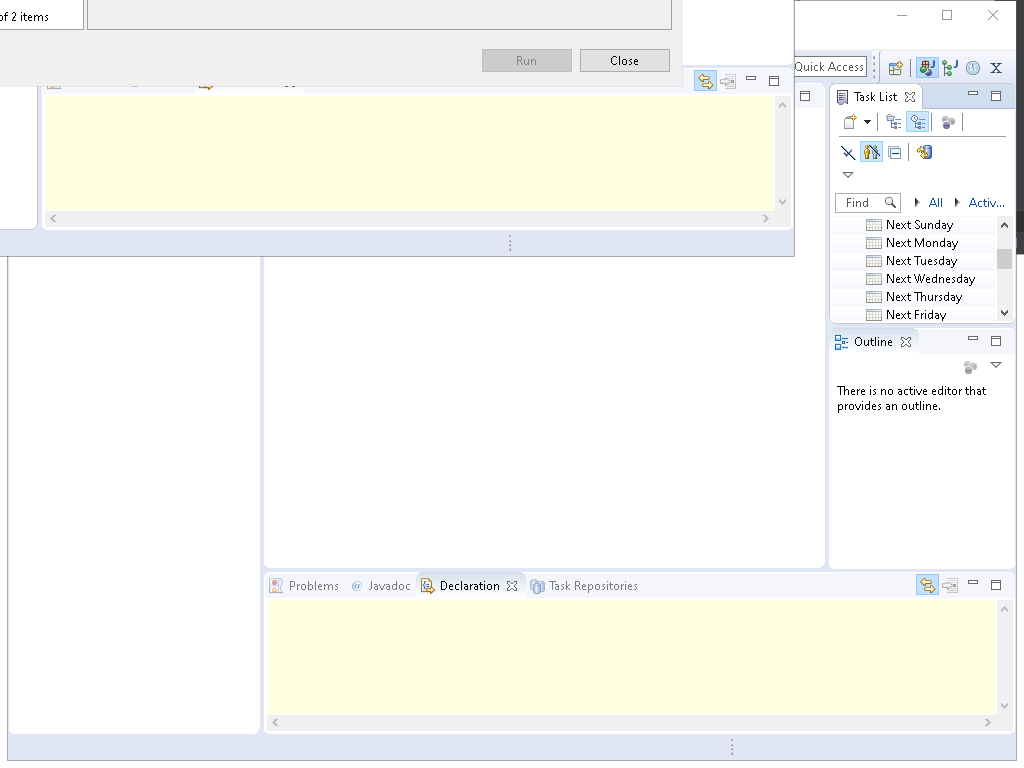 of 2 items
Run
Close
Quick Access
Task List
Find
All
Activ...
Next Sunday
Next Monday
Next Tuesday
Next Wednesday
Next Thursday
Next Friday
Outline
There is no active editor that
provides an outline.
Problems
@ Javadoc
Declaration
Task Repositories